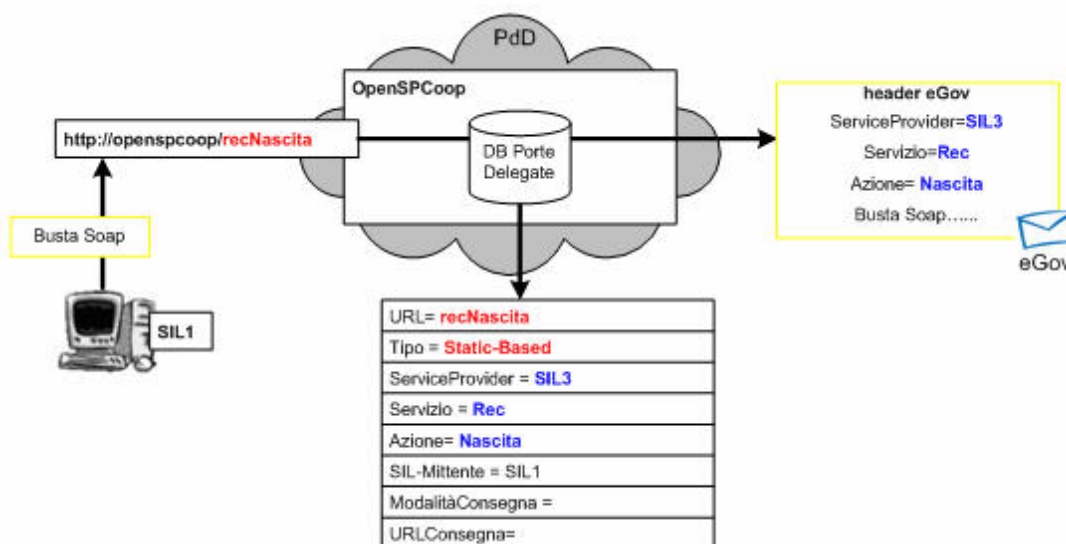 PdD
OpenSPCoop
http://openspcoop/recNascita
DB Porte
Delegate
Busta Soap
SIL1
header eGov
ServiceProvider=SIL3
Servizio=Rec
Azione= Nascita
Busta Soap……
eGov
URL= recNascita
Tipo = Static-Based
ServiceProvider = SIL3
Servizio = Rec
Azione= Nascita
SIL-Mittente = SIL1
ModalitàConsegna =
URLConsegna=